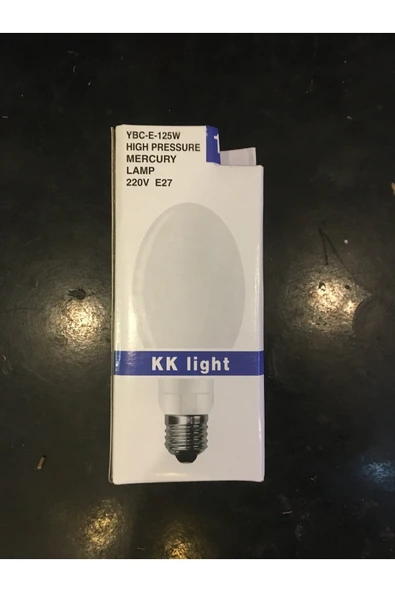 YBC-E-125W
HIGH PRESSURE
MERCURY
LAMP
220V E27
KK light